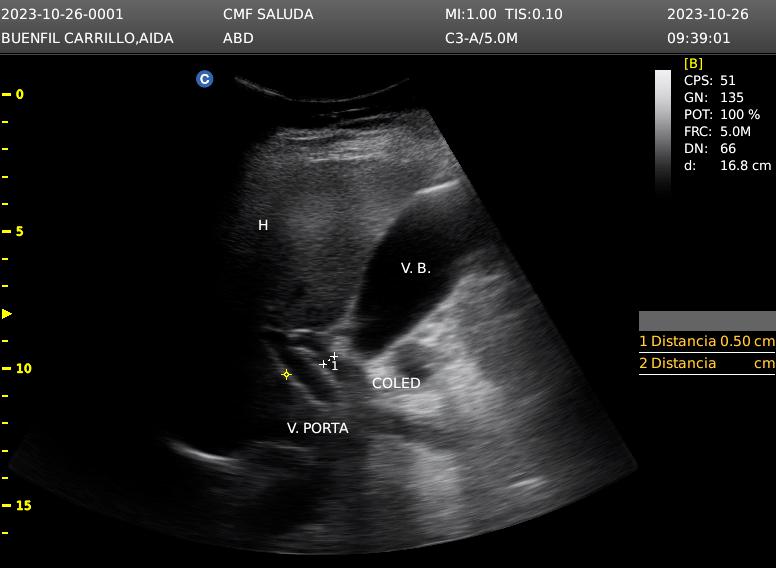 2023-10-26-0001 CMF SALUDA MI:1.00 TIS:0.10 2023-10-26
BUENFIL CARRILLO,AIDA ABD C3-A/5.0M 09:39:01
C
[B]
CPS: 51
GN: 135
POT: 100 %
FRC: 5.0M
DN: 66
d: 16.8 cm
0
5
10
15
H
V. B.
1
COLED
V. PORTA
1 Distancia 0.50 cm
2 Distancia cm